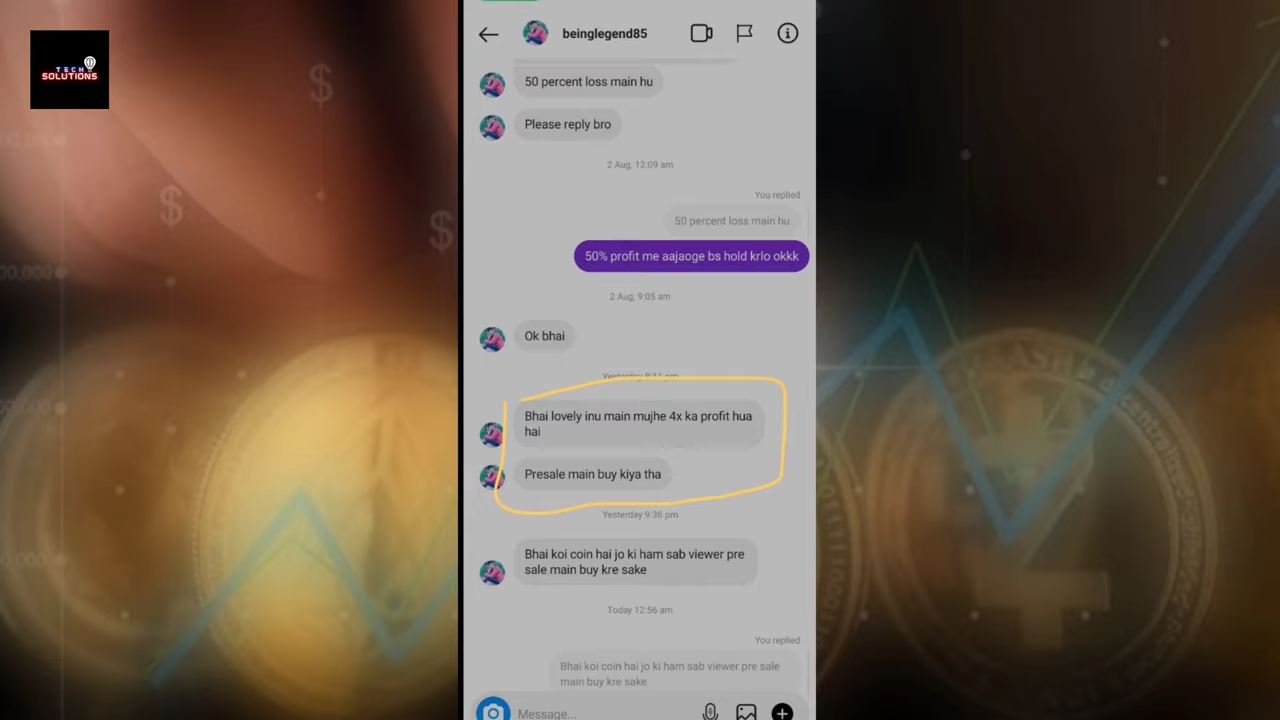 TECH
SOLUTIONS
beinglegend85
50 percent loss main hu
Please reply bro
2 Aug, 12:09 am
You replied
50 percent loss main hu
50% profit me aajaoge bs hold krlo okkk
2 Aug, 9:05 am
Ok bhai
Yesterday 8:11 pm
Bhai lovely inu main mujhe 4x ka profit hua
hai
Presale main buy kiya tha
Yesterday 9:36 pm
Bhai koi coin hai jo ki ham sab viewer pre
sale main buy kre sake
Today 12:56 am
You replied
Bhai koi coin hai jo ki ham sab viewer pre sale
main buy kre sake
Message...